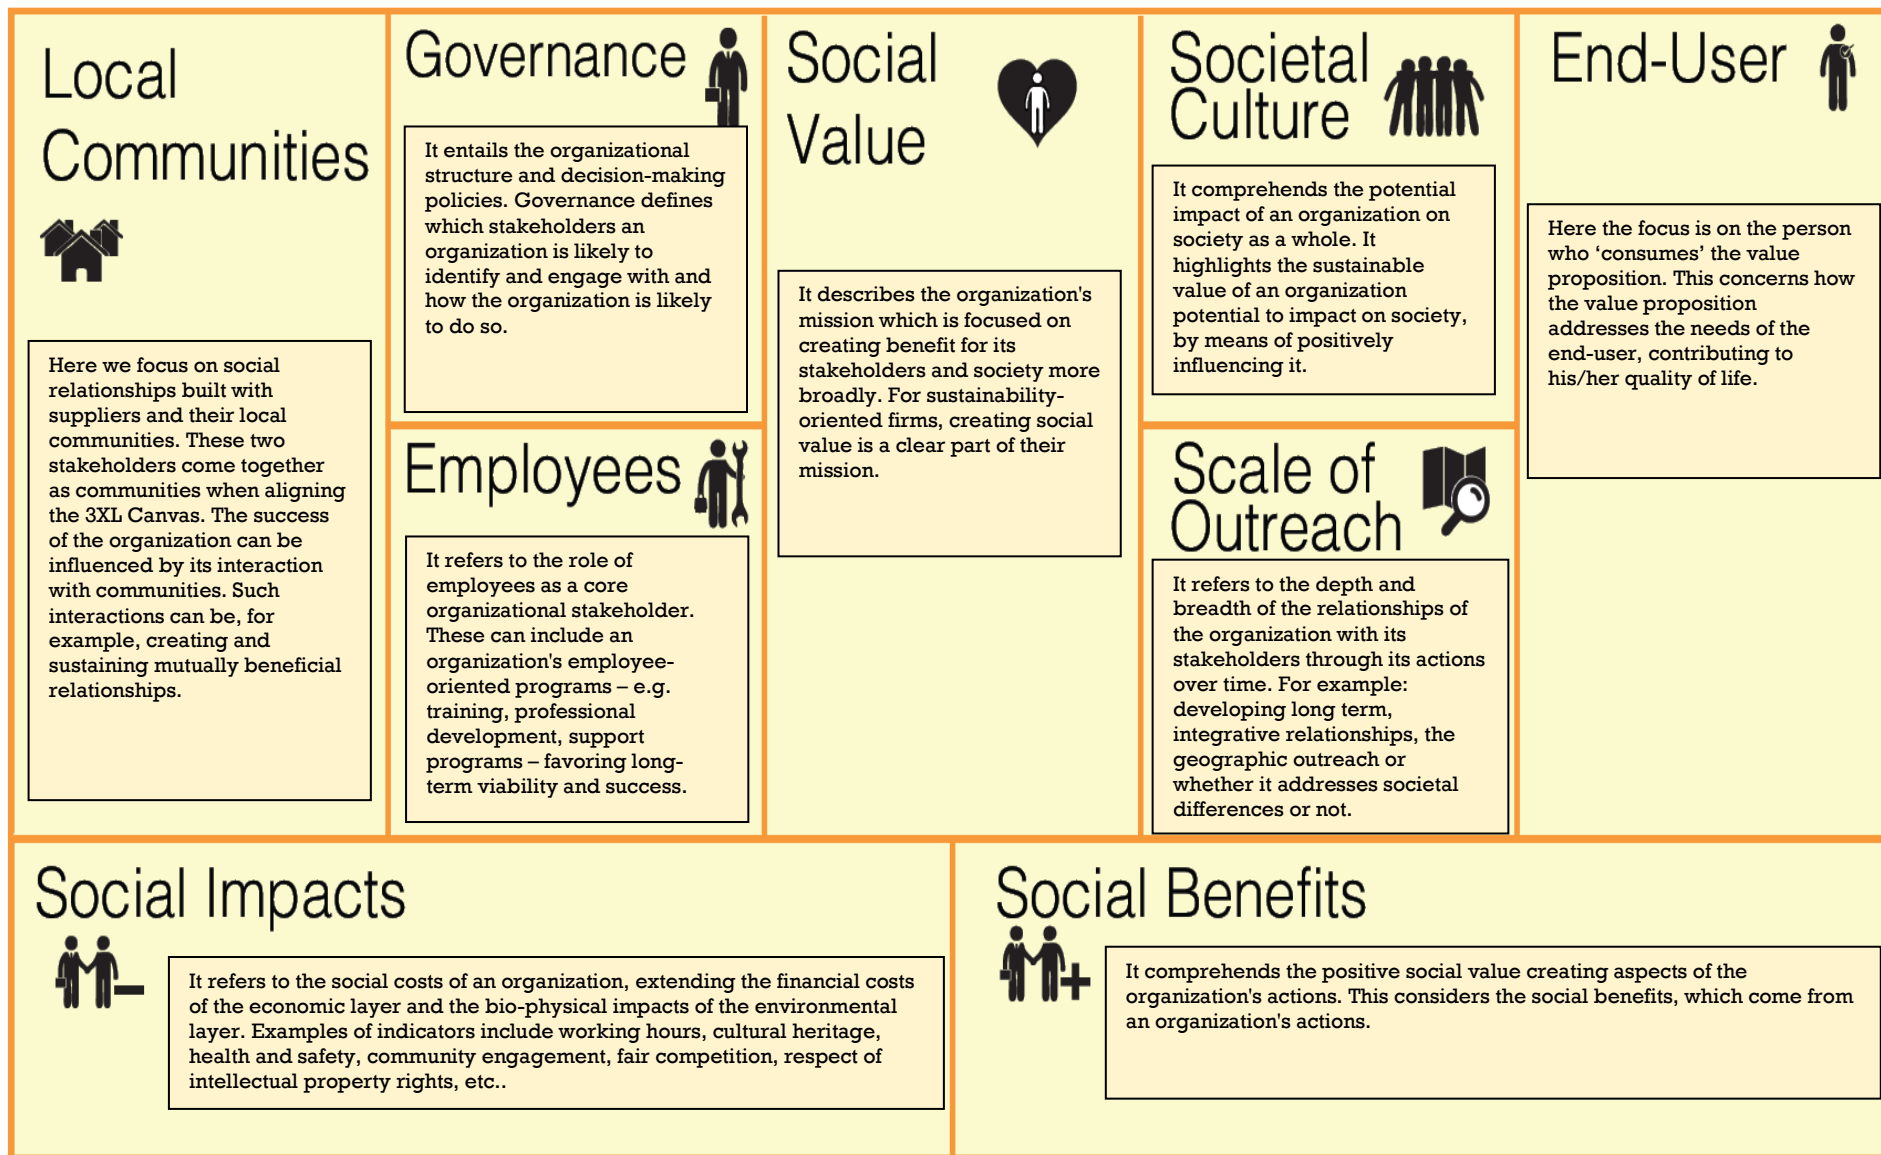 Local
Communities
Here we focus on social
relationships built with
suppliers and their local
communities. These two
stakeholders come together
as communities when aligning
the 3XL Canvas. The success
of the organization can be
influenced by its interaction
with communities. Such
interactions can be, for
example, creating and
sustaining mutually beneficial
relationships.
Governance
It entails the organizational
structure and decision-making
policies. Governance defines
which stakeholders an
organization is likely to
identify and engage with and
how the organization is likely
to do so.
Employees
It refers to the role of
employees as a core
organizational stakeholder.
These can include an
organization's employee-
oriented programs – e.g.
training, professional
development, support
programs – favoring long-
term viability and success.
Social
Value
It describes the organization's
mission which is focused on
creating benefit for its
stakeholders and society more
broadly. For sustainability-
oriented firms, creating social
value is a clear part of their
mission.
Societal
Culture
It comprehends the potential
impact of an organization on
society as a whole. It
highlights the sustainable
value of an organization
potential to impact on society,
by means of positively
influencing it.
Scale of
Outreach
It refers to the depth and
breadth of the relationships of
the organization with its
stakeholders through its actions
over time. For example:
developing long term,
integrative relationships, the
geographic outreach or
whether it addresses societal
differences or not.
End-User
Here the focus is on the person
who ‘consumes’ the value
proposition. This concerns how
the value proposition
addresses the needs of the
end-user, contributing to
his/her quality of life.
Social Impacts
It refers to the social costs of an organization, extending the financial costs
of the economic layer and the bio-physical impacts of the environmental
layer. Examples of indicators include working hours, cultural heritage,
health and safety, community engagement, fair competition, respect of
intellectual property rights, etc..
Social Benefits
It comprehends the positive social value creating aspects of the
organization's actions. This considers the social benefits, which come from
an organization's actions.